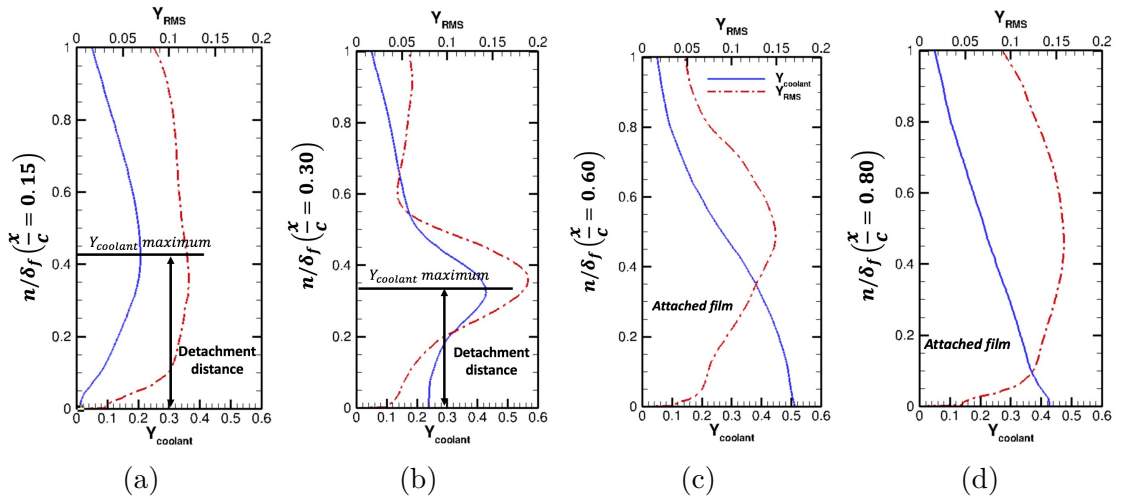 Y_RMS
0 0.05 0.1 0.15 0.2
1
0.8
0.6
0.4
0.2
0
n/δ_f (x/c = 0.15)
Y_coolant maximum
Detachment
distance
0 0.1 0.2 0.3 0.4 0.5 0.6
Y_coolant
(a)
Y_RMS
0 0.05 0.1 0.15 0.2
1
0.8
0.6
0.4
0.2
0
n/δ_f (x/c = 0.30)
Y_coolant maximum
Detachment
distance
0 0.1 0.2 0.3 0.4 0.5 0.6
Y_coolant
(b)
Y_RMS
0 0.05 0.1 0.15 0.2
1
0.8
0.6
0.4
0.2
0
n/δ_f (x/c = 0.60)
Y_coolant
Y_RMS
Attached film
0 0.1 0.2 0.3 0.4 0.5 0.6
Y_coolant
(c)
Y_RMS
0 0.05 0.1 0.15 0.2
1
0.8
0.6
0.4
0.2
0
n/δ_f (x/c = 0.80)
Attached film
0 0.1 0.2 0.3 0.4 0.5 0.6
Y_coolant
(d)